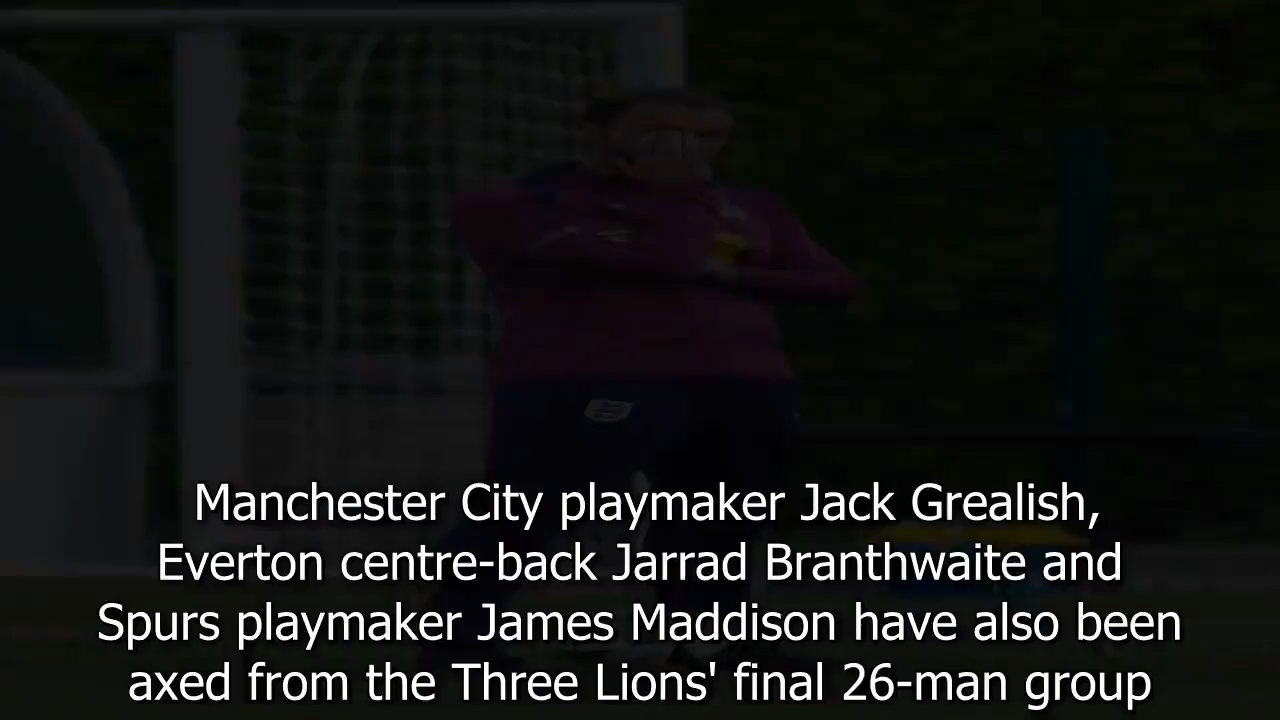 Manchester City playmaker Jack Grealish,
Everton centre-back Jarrad Branthwaite and
Spurs playmaker James Maddison have also been
axed from the Three Lions' final 26-man group